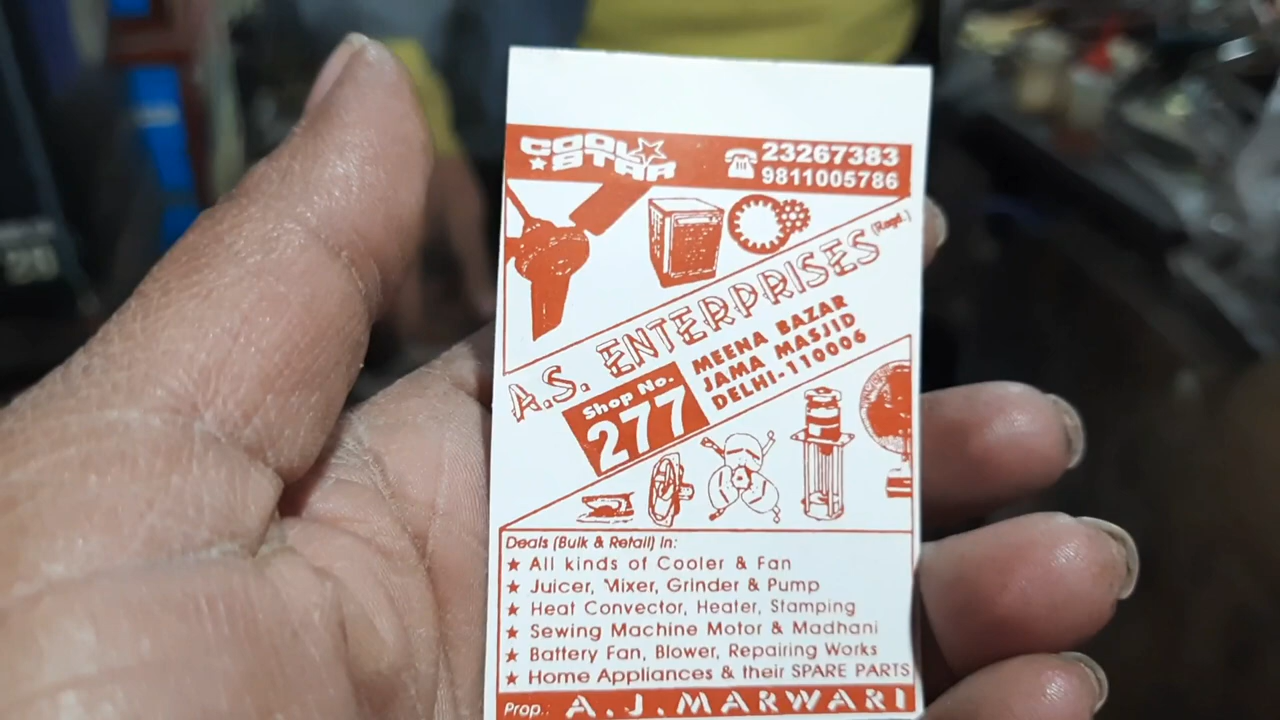 COOL
STAR
23267383
9811005786
A.S. ENTERPRISES (Regd.)
Shop No.
277
MEENA BAZAR
JAMA MASJID
DELHI-110006
Deals (Bulk & Retail) In:
★ All kinds of Cooler & Fan
★ Juicer, Mixer, Grinder & Pump
★ Heat Convector, Heater, Stamping
★ Sewing Machine Motor & Madhani
★ Battery Fan, Blower, Repairing Works
★ Home Appliances & their SPARE PARTS
Prop.: A.J. MARWARI